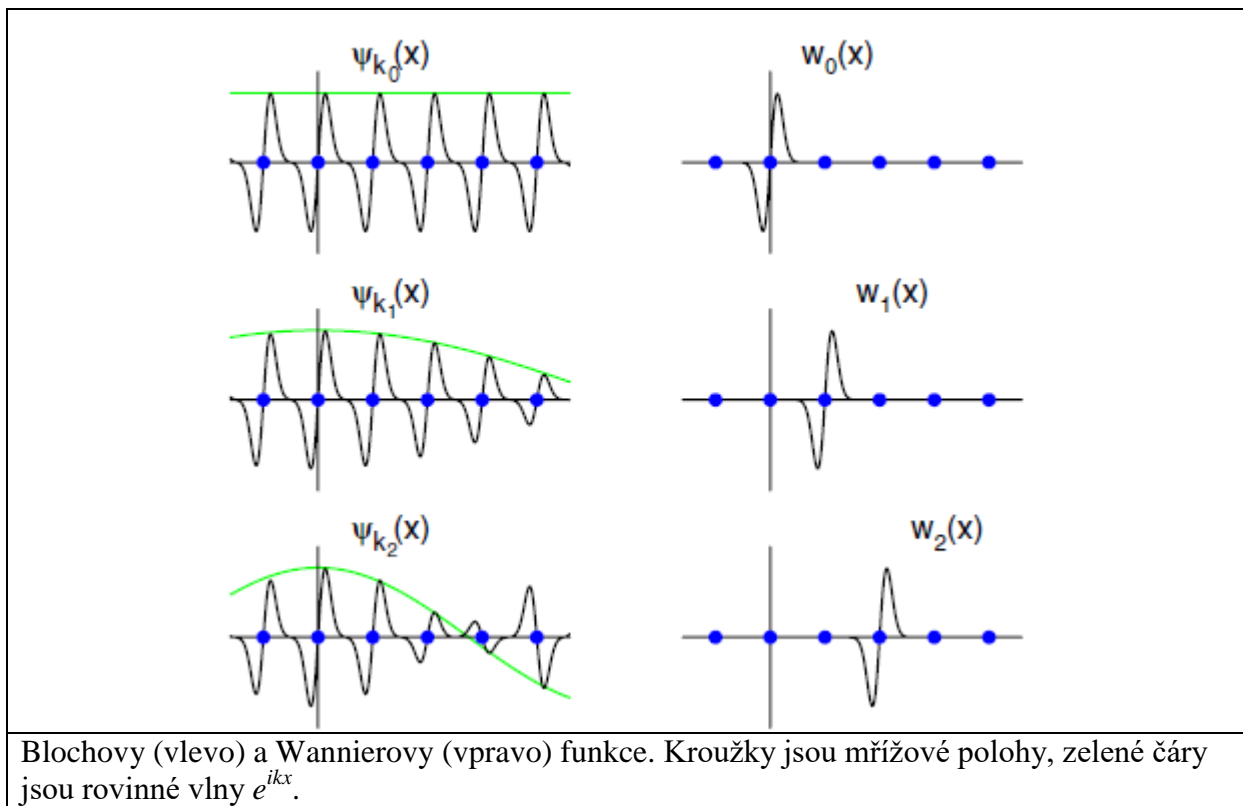 ψk0(x) w0(x)
ψk1(x) w1(x)
ψk2(x) w2(x)
Blochovy (vlevo) a Wannierovy (vpravo) funkce. Kroužky jsou mřížové polohy, zelené čáry
jsou rovinné vlny e^ikx.